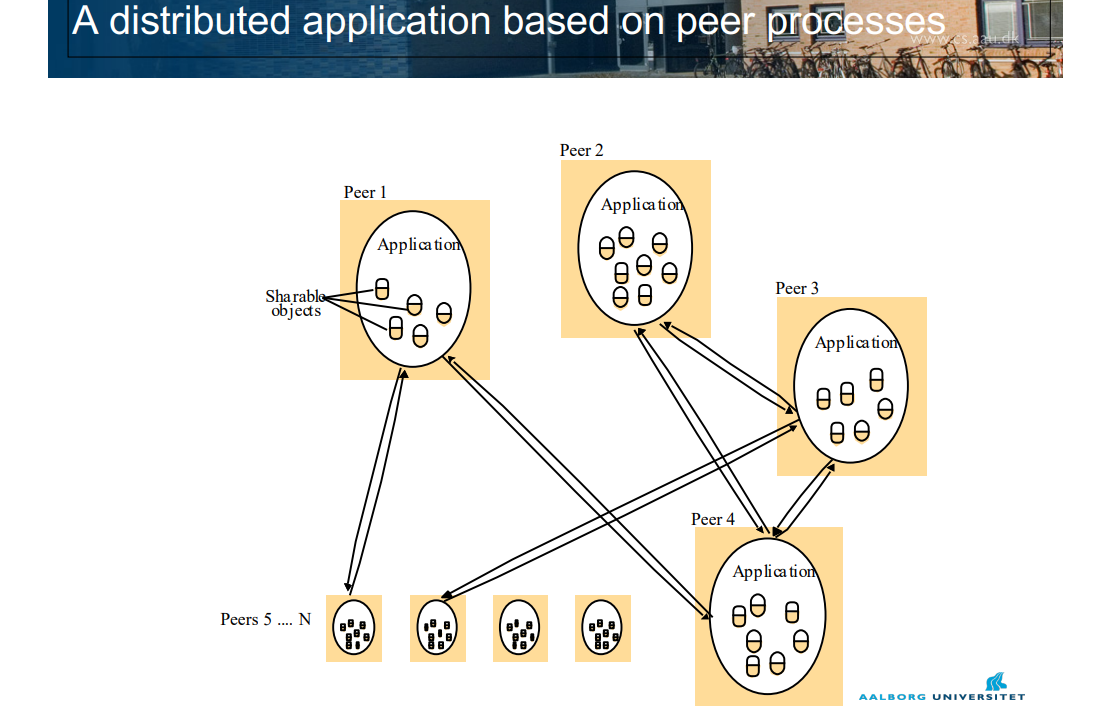 A distributed application based on peer processes
www.cs.aau.dk
Peer 2
Application
Peer 1
Application
Sharable
objects
Peer 3
Application
Peer 4
Application
Peers 5 .... N
AALBORG UNIVERSITET